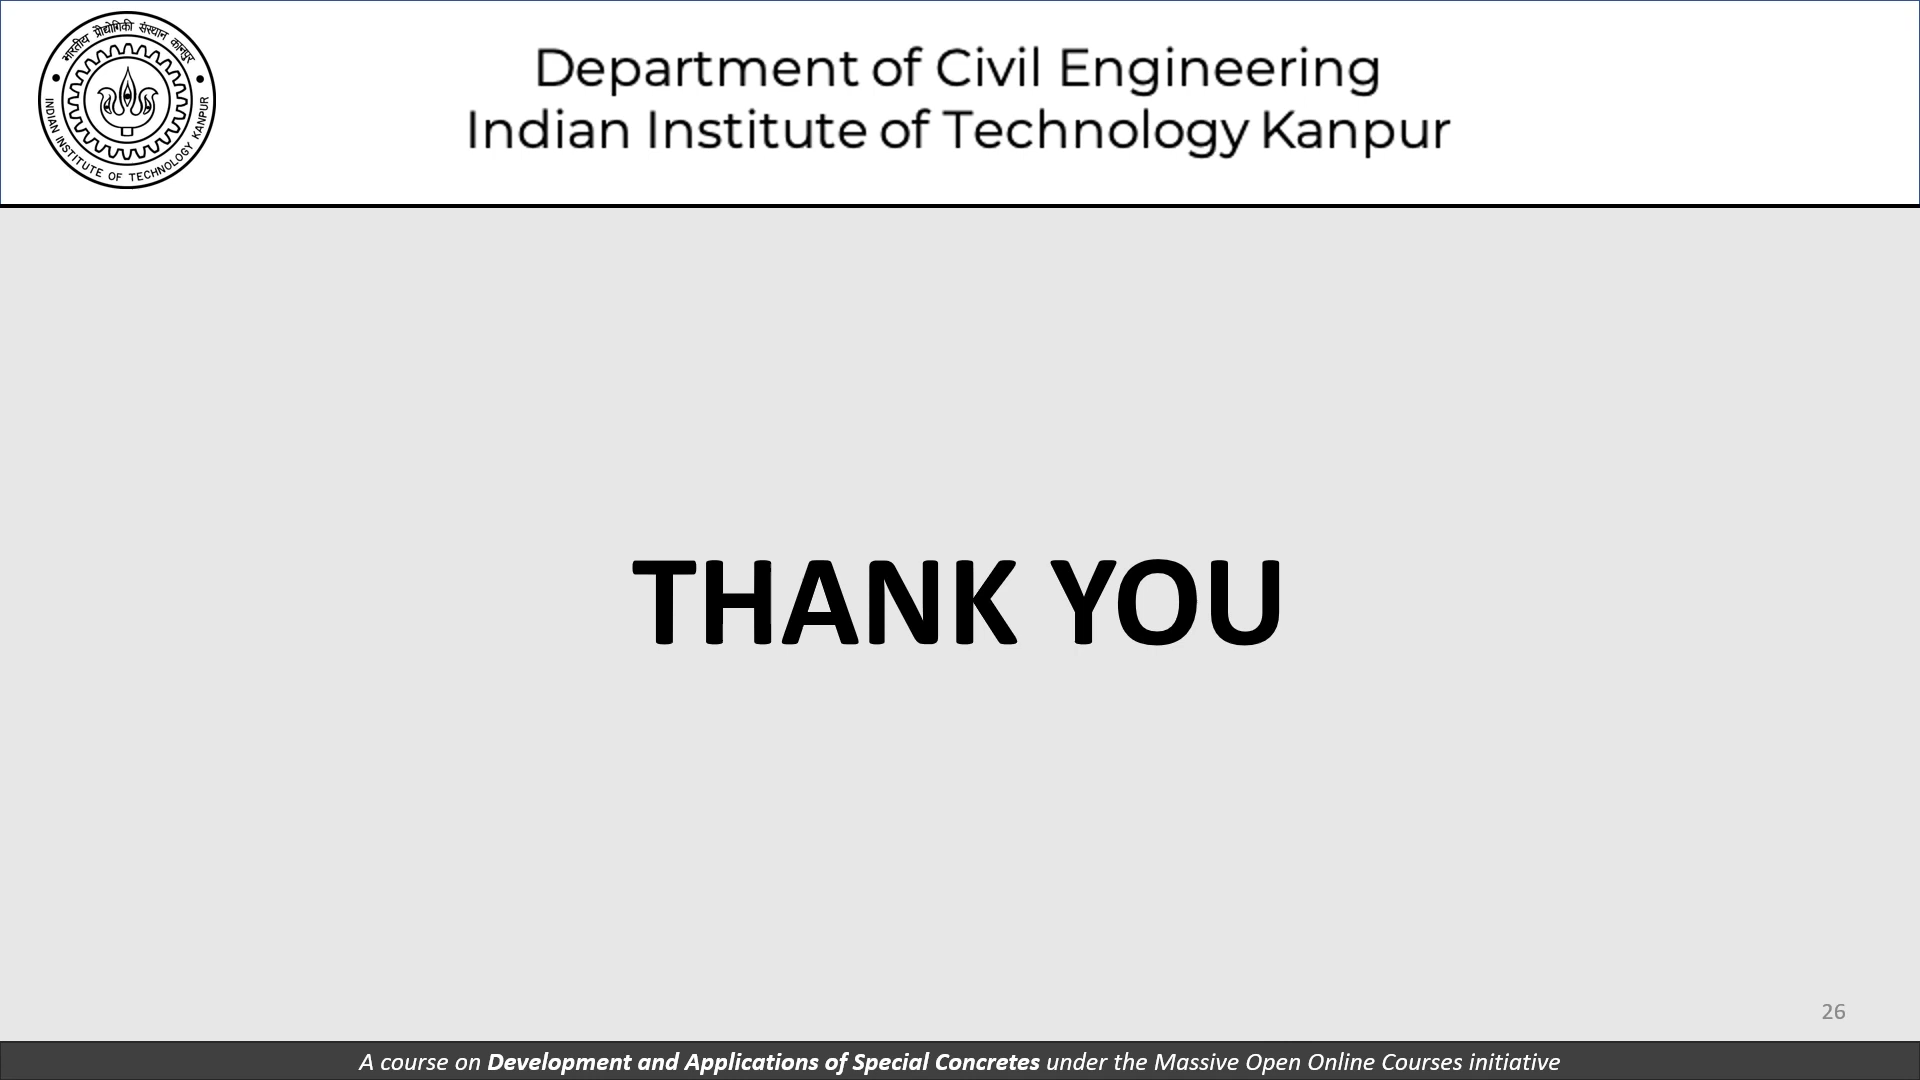 भारतीय प्रौद्योगिकी संस्थान कानपुर
INDIAN INSTITUTE OF TECHNOLOGY KANPUR
Department of Civil Engineering
Indian Institute of Technology Kanpur
THANK YOU
26
A course on Development and Applications of Special Concretes under the Massive Open Online Courses initiative